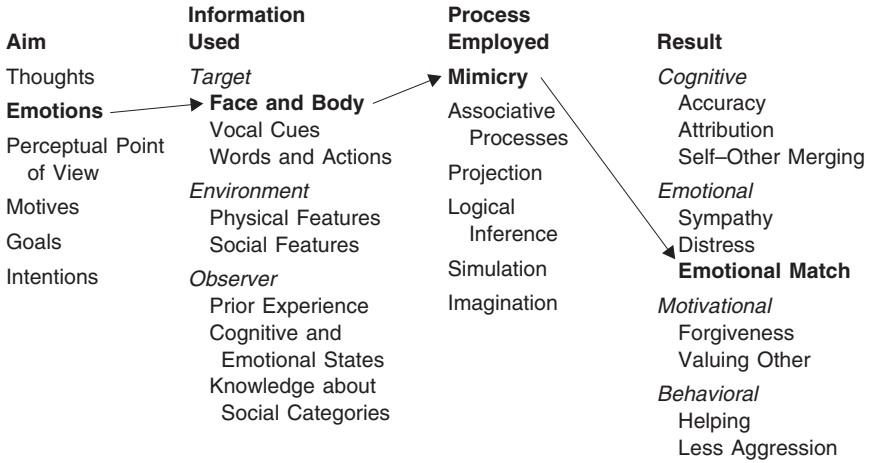 Aim
Thoughts
Emotions
Perceptual Point
of View
Motives
Goals
Intentions
Information
Used
Target
Face and Body
Vocal Cues
Words and Actions
Environment
Physical Features
Social Features
Observer
Prior Experience
Cognitive and
Emotional States
Knowledge about
Social Categories
Process
Employed
Mimicry
Associative
Processes
Projection
Logical
Inference
Simulation
Imagination
Result
Cognitive
Accuracy
Attribution
Self–Other Merging
Emotional
Sympathy
Distress
Emotional Match
Motivational
Forgiveness
Valuing Other
Behavioral
Helping
Less Aggression